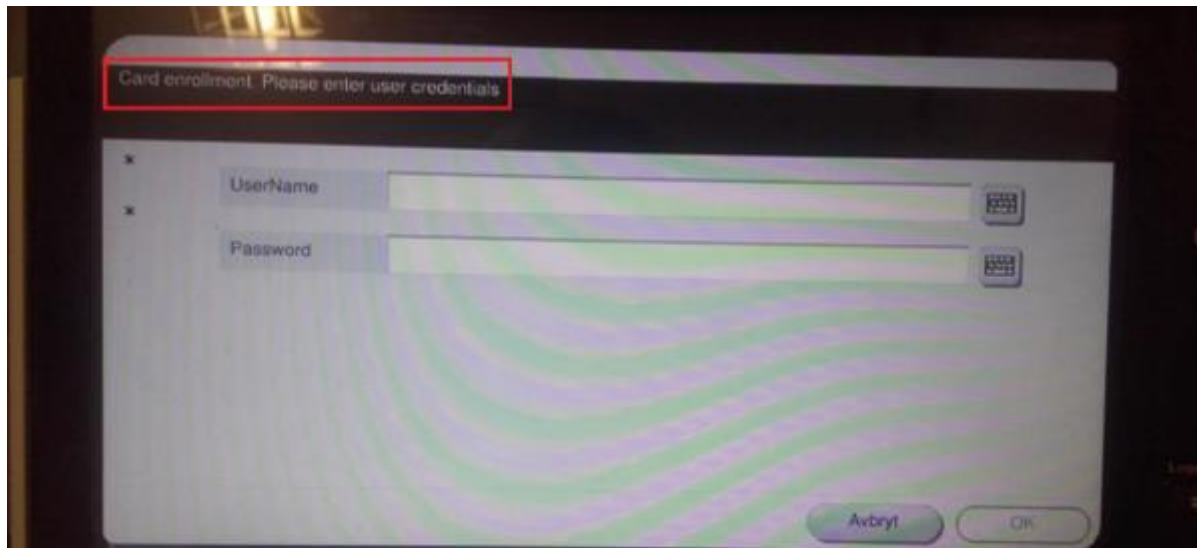 Card enrollment. Please enter user credentials
*
UserName
*
Password
Avbryt OK